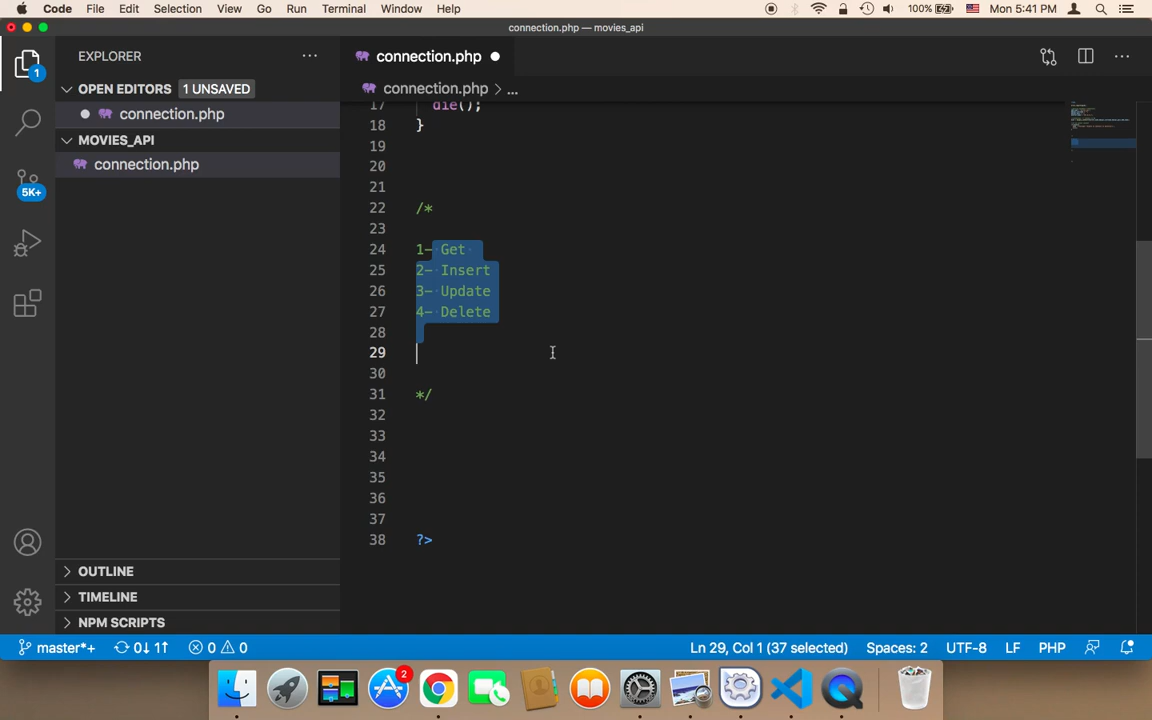 Code File Edit Selection View Go Run Terminal Window Help 100% Mon 5:41 PM
connection.php — movies_api
EXPLORER
connection.php
1
OPEN EDITORS 1 UNSAVED
connection.php > ...
connection.php
MOVIES_API
connection.php
5K+
17 die();
18 }
19
20
21
22 /*
23
24 1- Get
25 2- Insert
26 3- Update
27 4- Delete
28
29
30
31 */
32
33
34
35
36
37
38 ?>
OUTLINE
TIMELINE
NPM SCRIPTS
master*+ 0↓ 1↑ 0 0 Ln 29, Col 1 (37 selected) Spaces: 2 UTF-8 LF PHP
2